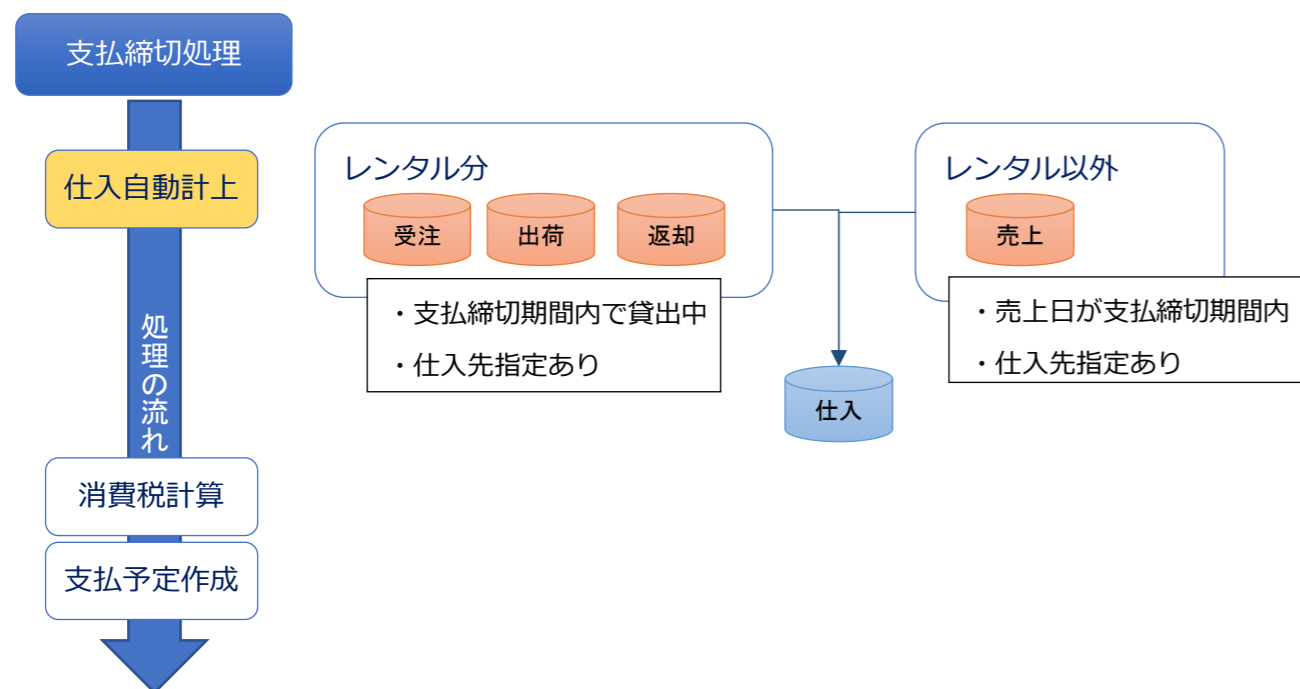 支払締切処理
仕入自動計上
処理の流れ
消費税計算
支払予定作成
レンタル分
受注
出荷
返却
・支払締切期間内で貸出中
・仕入先指定あり
レンタル以外
売上
・売上日が支払締切期間内
・仕入先指定あり
仕入